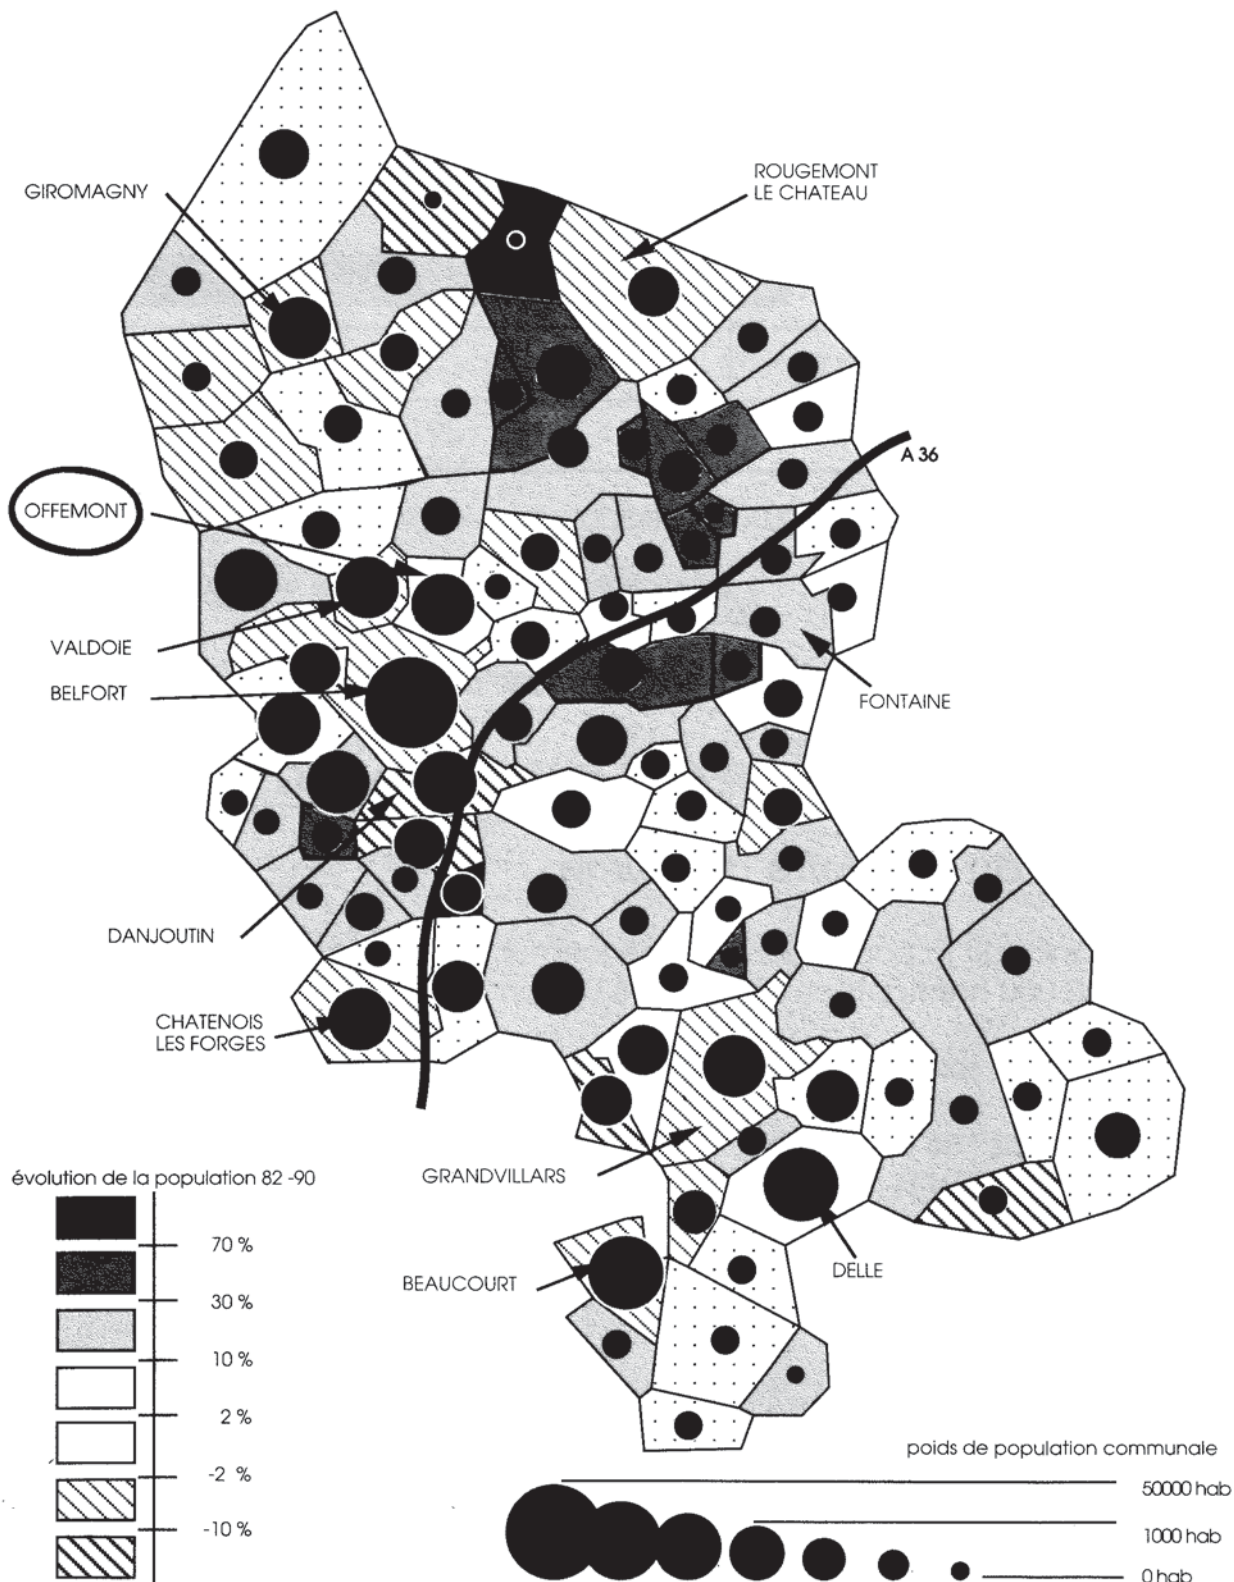 GIROMAGNY
ROUGEMONT
LE CHATEAU
A 36
OFFEMONT
VALDOIE
BELFORT
FONTAINE
DANJOUTIN
CHATENOIS
LES FORGES
GRANDVILLARS
BEAUCOURT
DELLE
évolution de la population 82 -90
70 %
30 %
10 %
2 %
-2 %
-10 %
poids de population communale
50000 hab
1000 hab
0 hab